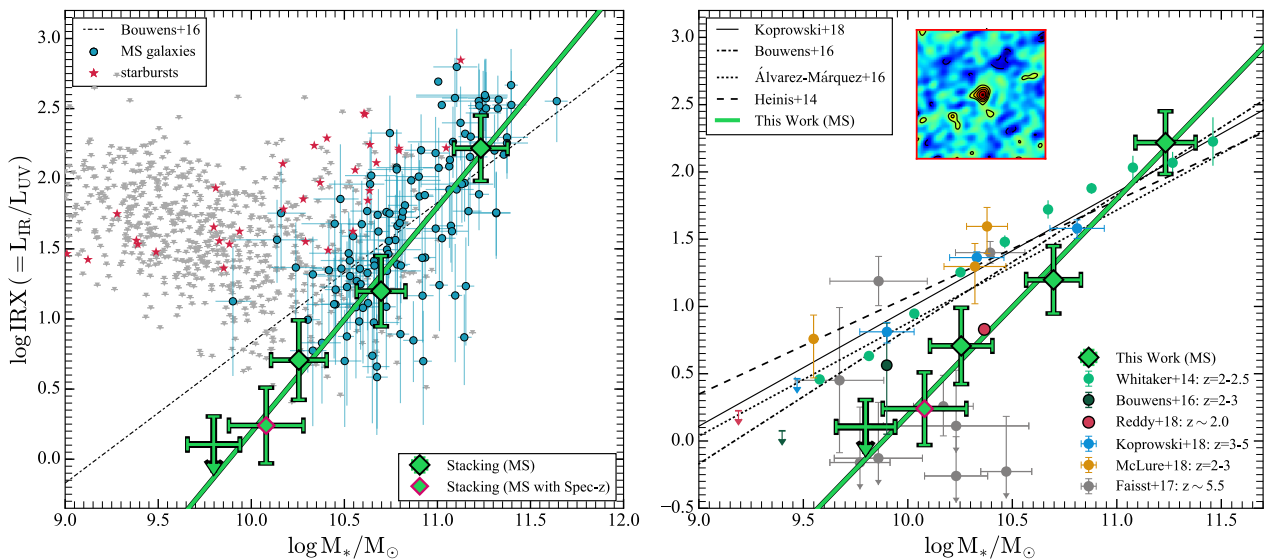 Bouwens+16
MS galaxies
starbursts
3.0
2.5
2.0
1.5
1.0
0.5
0.0
log IRX ( = L_IR/L_UV)
9.0
9.5
10.0
10.5
11.0
11.5
12.0
log M_*/M_⊙
Stacking (MS)
Stacking (MS with Spec-z)
Koprowski+18
Bouwens+16
Álvarez-Márquez+16
Heinis+14
This Work (MS)
3.0
2.5
2.0
1.5
1.0
0.5
0.0
−0.5
9.0
9.5
10.0
10.5
11.0
11.5
log M_*/M_⊙
This Work (MS)
Whitaker+14: z=2-2.5
Bouwens+16: z=2-3
Reddy+18: z ∼ 2.0
Koprowski+18: z=3-5
McLure+18: z=2-3
Faisst+17: z ∼ 5.5